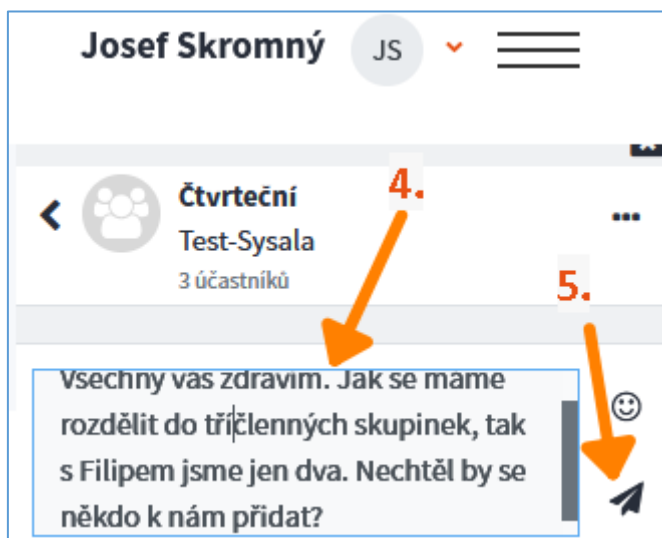 Josef Skromný JS
Čtvrteční
Test-Sysala
3 účastníků
4.
5.
Všechny vás zdravím. Jak se máme
rozdělit do tříčlenných skupinek, tak
s Filipem jsme jen dva. Nechtěl by se
někdo k nám přidat?